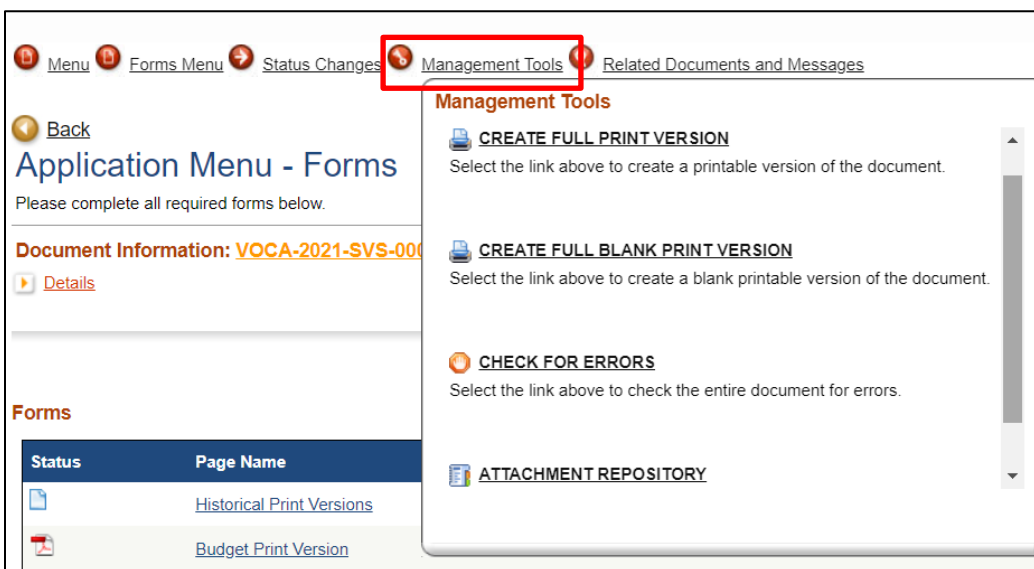 Menu Forms Menu Status Changes Management Tools Related Documents and Messages
Back
Application Menu - Forms
Please complete all required forms below.
Document Information: VOCA-2021-SVS-000
Details
Forms
Status Page Name
Historical Print Versions
Budget Print Version
Management Tools
CREATE FULL PRINT VERSION
Select the link above to create a printable version of the document.
CREATE FULL BLANK PRINT VERSION
Select the link above to create a blank printable version of the document.
CHECK FOR ERRORS
Select the link above to check the entire document for errors.
ATTACHMENT REPOSITORY